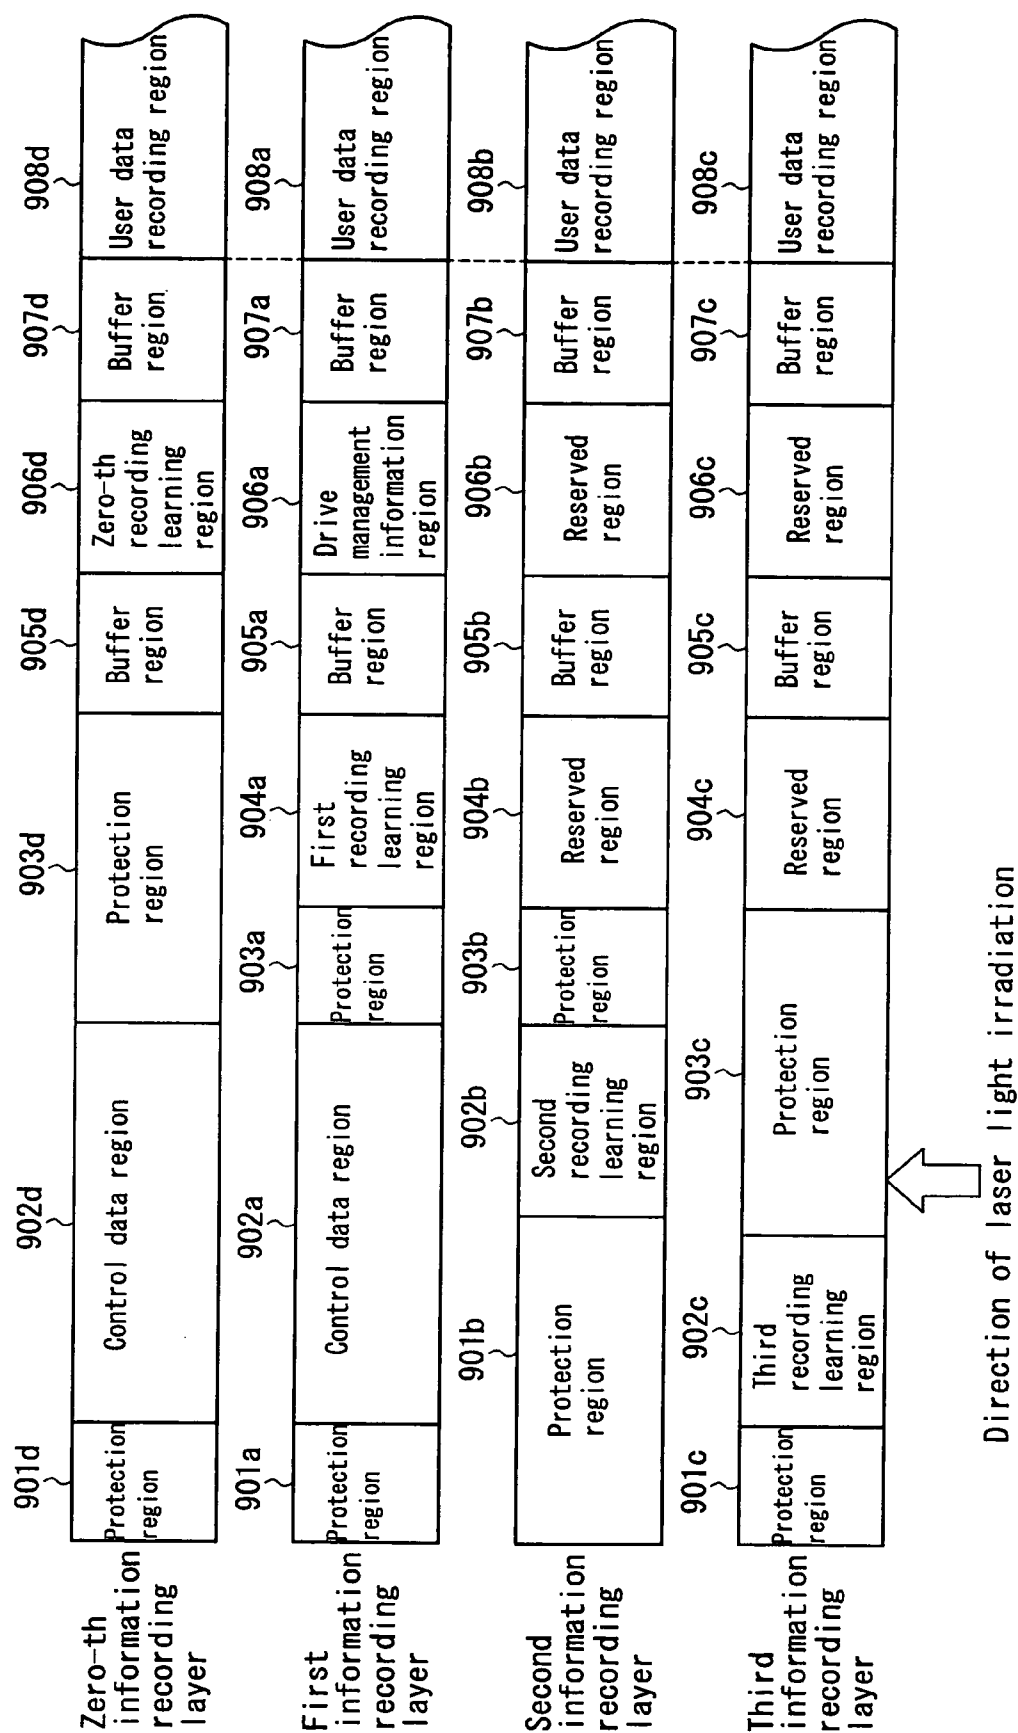 Zero-th
information
recording
layer
901d
Protection
region
902d
Control data region
903d
Protection
region
905d
Buffer
region
906d
Zero-th
recording
learning
region
907d
Buffer
region
908d
User data
recording region
First
information
recording
layer
901a
Protection
region
902a
Control data region
903a
Protection
region
904a
First
recording
learning
region
905a
Buffer
region
906a
Drive
management
information
region
907a
Buffer
region
908a
User data
recording region
Second
information
recording
layer
901b
Protection
region
902b
Second
recording
learning
region
903b
Protection
region
904b
Reserved
region
905b
Buffer
region
906b
Reserved
region
907b
Buffer
region
908b
User data
recording region
Third
information
recording
layer
901c
Protection
region
902c
Third
recording
learning
region
903c
Protection
region
904c
Reserved
region
905c
Buffer
region
906c
Reserved
region
907c
Buffer
region
908c
User data
recording region
Direction of laser light irradiation